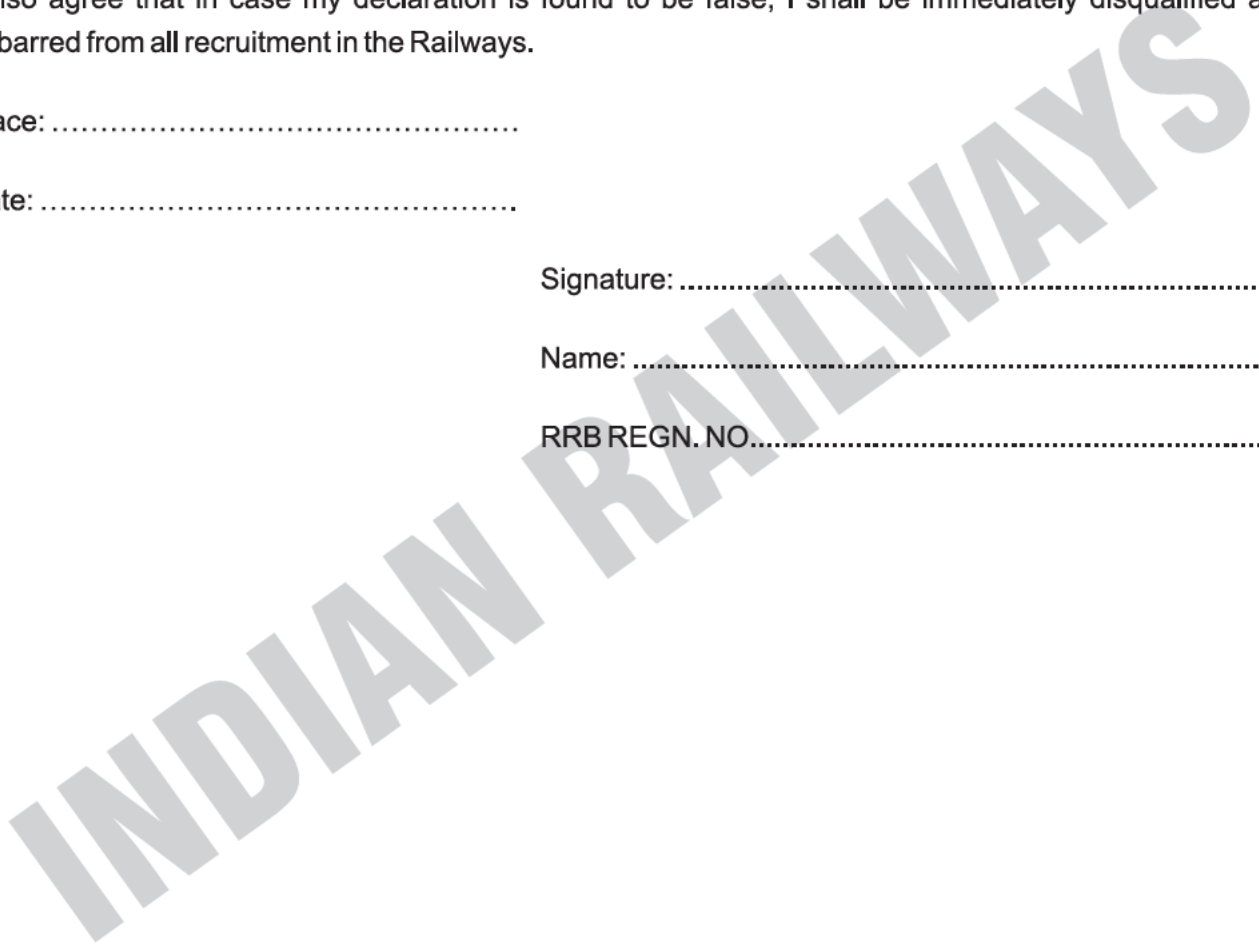 so agree that in case my declaration is found to be false, I shall be immediately disqualified a
barred from all recruitment in the Railways.
ace: ................................................
te: .................................................
Signature: ......................................................................
Name: ...........................................................................
RRB REGN. NO...............................................................
INDIAN RAILWAYS